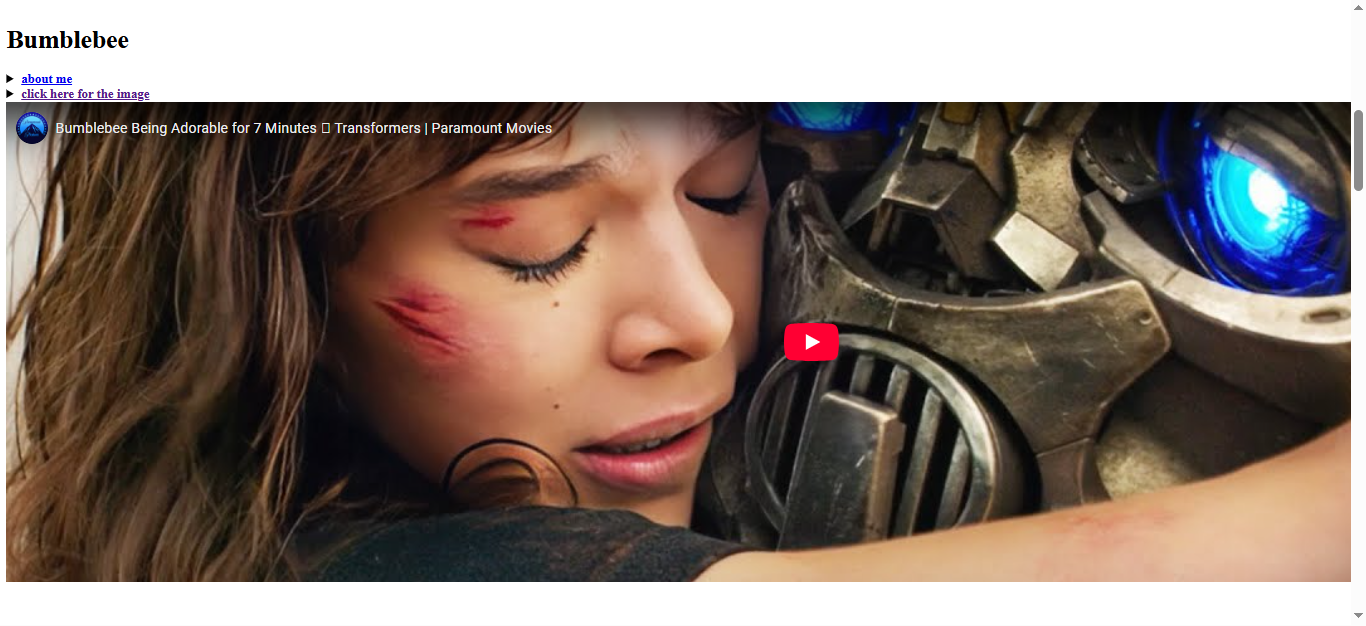 Bumblebee
about me
click here for the image
Bumblebee Being Adorable for 7 Minutes Transformers | Paramount Movies